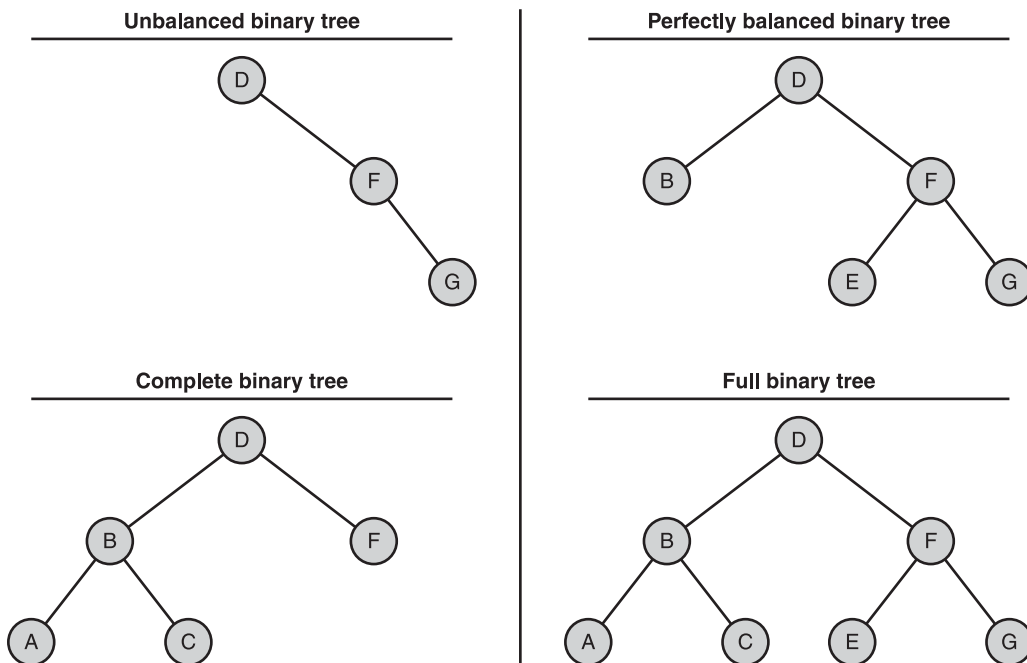 Unbalanced binary tree
D
F
G
Perfectly balanced binary tree
D
B
F
E
G
Complete binary tree
D
B
F
A
C
Full binary tree
D
B
F
A
C
E
G